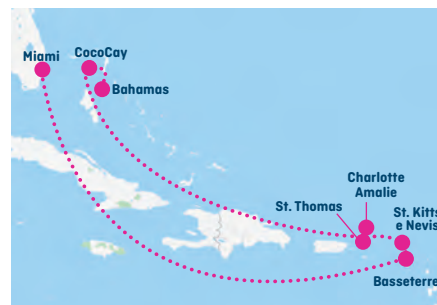 Miami
CocoCay
Bahamas
Charlotte
Amalie
St. Thomas
St. Kitts
e Nevis
Basseterre